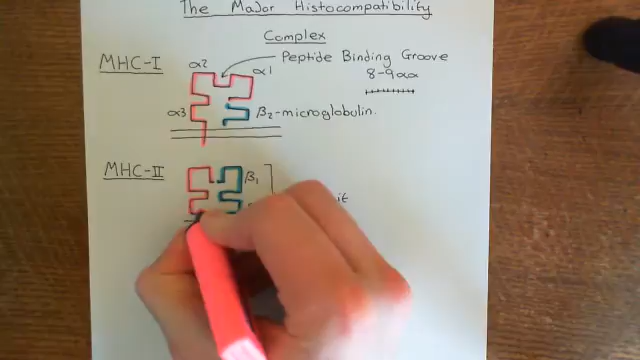 The Major Histocompatibility
Complex
MHC-I
α2
Peptide Binding Groove
α1
8-9aa
α3
β2-microglobulin.
MHC-II
β1